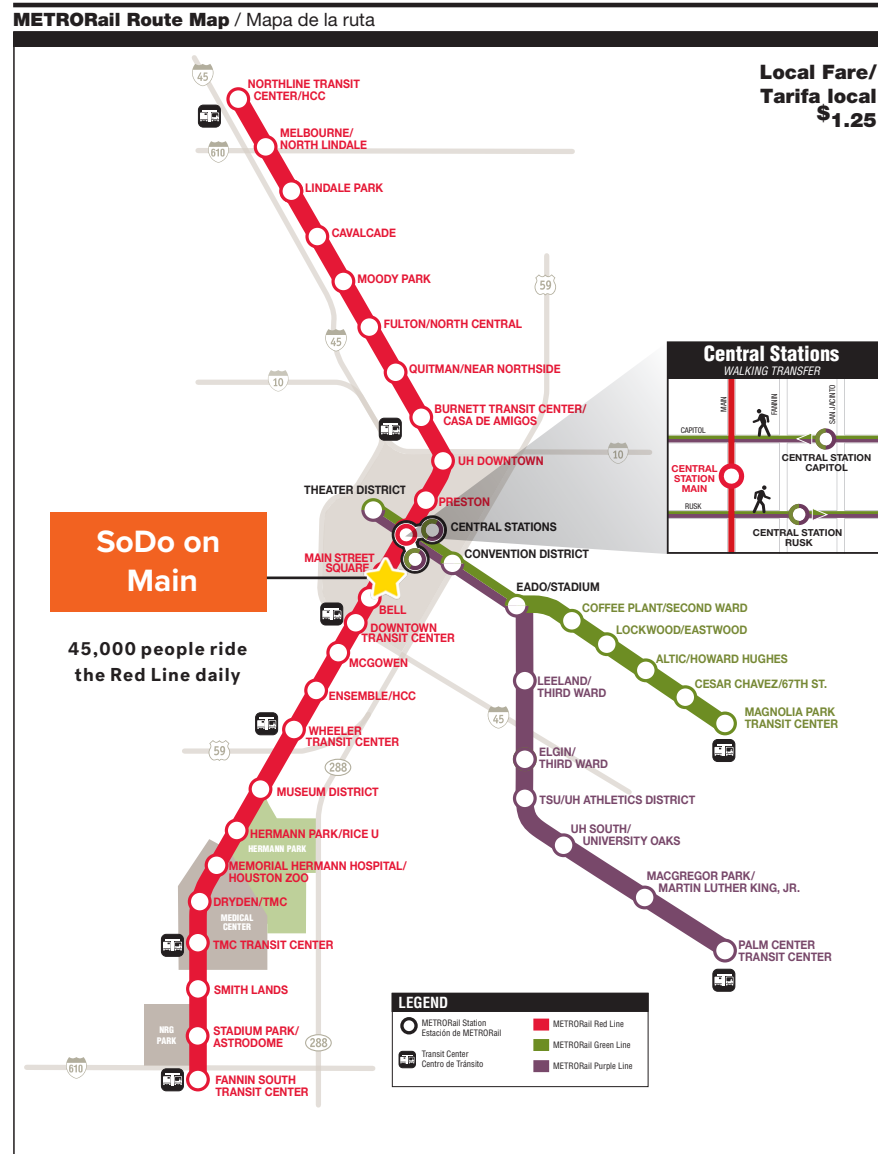 METRORail Route Map / Mapa de la ruta
Local Fare/
Tarifa local
$1.25
45
NORTHLINE TRANSIT
CENTER/HCC
MELBOURNE/
NORTH LINDALE
610
LINDALE PARK
CAVALCADE
MOODY PARK
59
FULTON/NORTH CENTRAL
45
QUITMAN/NEAR NORTHSIDE
10
BURNETT TRANSIT CENTER/
CASA DE AMIGOS
UH DOWNTOWN
10
THEATER DISTRICT
PRESTON
CENTRAL STATIONS
CONVENTION DISTRICT
MAIN STREET
SQUARE
Central Stations
WALKING TRANSFER
MAIN
FANNIN
SAN JACINTO
CAPITOL
CENTRAL STATION
CAPITOL
CENTRAL
STATION
MAIN
RUSK
CENTRAL STATION
RUSK
SoDo on
Main
45,000 people ride
the Red Line daily
BELL
DOWNTOWN
TRANSIT CENTER
MCGOWEN
ENSEMBLE/HCC
WHEELER
TRANSIT CENTER
59
288
45
EADO/STADIUM
COFFEE PLANT/SECOND WARD
LOCKWOOD/EASTWOOD
ALTIC/HOWARD HUGHES
CESAR CHAVEZ/67TH ST.
MAGNOLIA PARK
TRANSIT CENTER
LEELAND/
THIRD WARD
ELGIN/
THIRD WARD
TSU/UH ATHLETICS DISTRICT
UH SOUTH/
UNIVERSITY OAKS
MACGREGOR PARK/
MARTIN LUTHER KING, JR.
PALM CENTER
TRANSIT CENTER
MUSEUM DISTRICT
HERMANN PARK/RICE U
HERMANN PARK
MEMORIAL HERMANN HOSPITAL/
HOUSTON ZOO
DRYDEN/TMC
MEDICAL
CENTER
TMC TRANSIT CENTER
SMITH LANDS
NRG
PARK
STADIUM PARK/
ASTRODOME
288
610
FANNIN SOUTH
TRANSIT CENTER
LEGEND
METRORail Station
Estación de METRORail
Transit Center
Centro de Tránsito
METRORail Red Line
METRORail Green Line
METRORail Purple Line